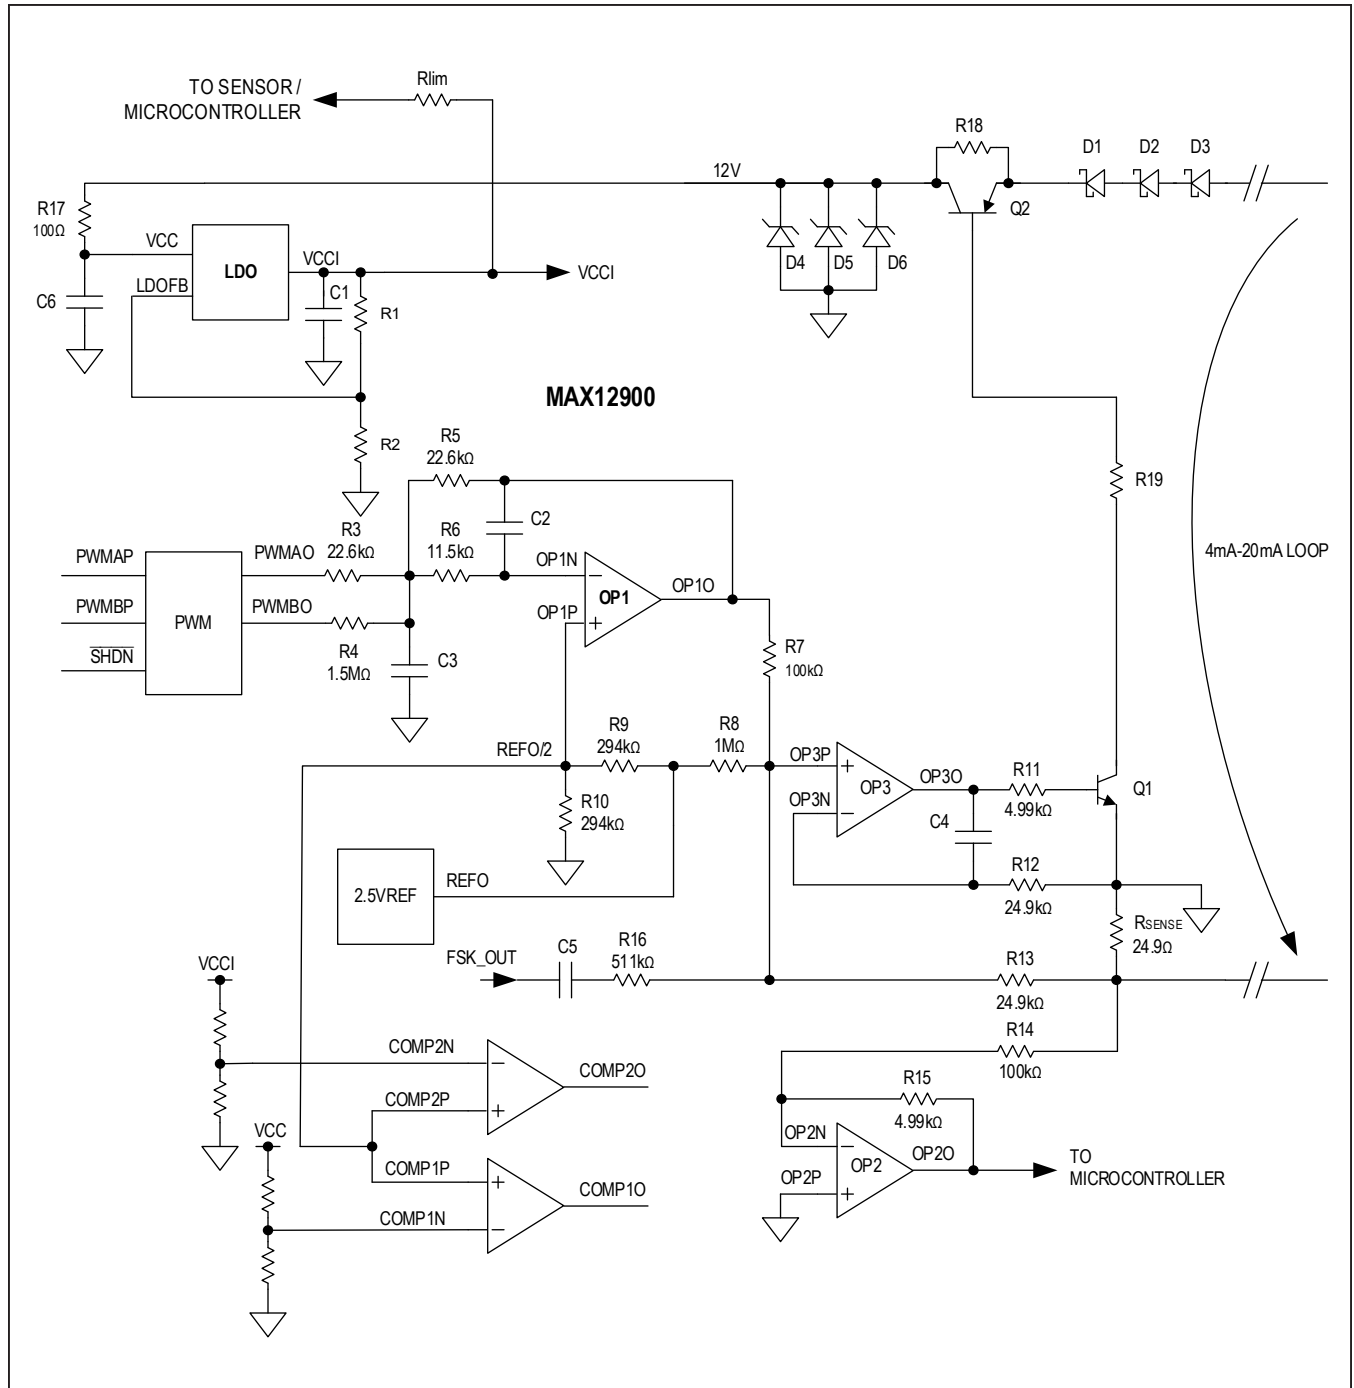 TO SENSOR /
MICROCONTROLLER
Rlim
R18
D1
D2
D3
12V
Q2
R17
100Ω
VCC
LDO
VCCI
VCCI
LDOFB
C6
C1
R1
D4
D5
D6
MAX12900
R2
R5
22.6kΩ
R19
C2
R3
22.6kΩ
R6
11.5kΩ
4mA-20mA LOOP
PWMAP
PWMAO
OP1N
OP1
OP1O
PWMBP
PWM
PWMBO
OP1P
SHDN
R4
1.5MΩ
C3
R7
100kΩ
REFO/2
R9
294kΩ
R8
1MΩ
OP3P
OP3
OP3O
R11
4.99kΩ
Q1
R10
294kΩ
OP3N
C4
2.5VREF
REFO
R12
24.9kΩ
RSENSE
24.9Ω
FSK_OUT
C5
R16
511kΩ
R13
24.9kΩ
VCCI
R14
100kΩ
COMP2N
COMP2O
COMP2P
R15
4.99kΩ
VCC
OP2N
OP2
OP2O
TO
MICROCONTROLLER
COMP1P
OP2P
COMP1O
COMP1N